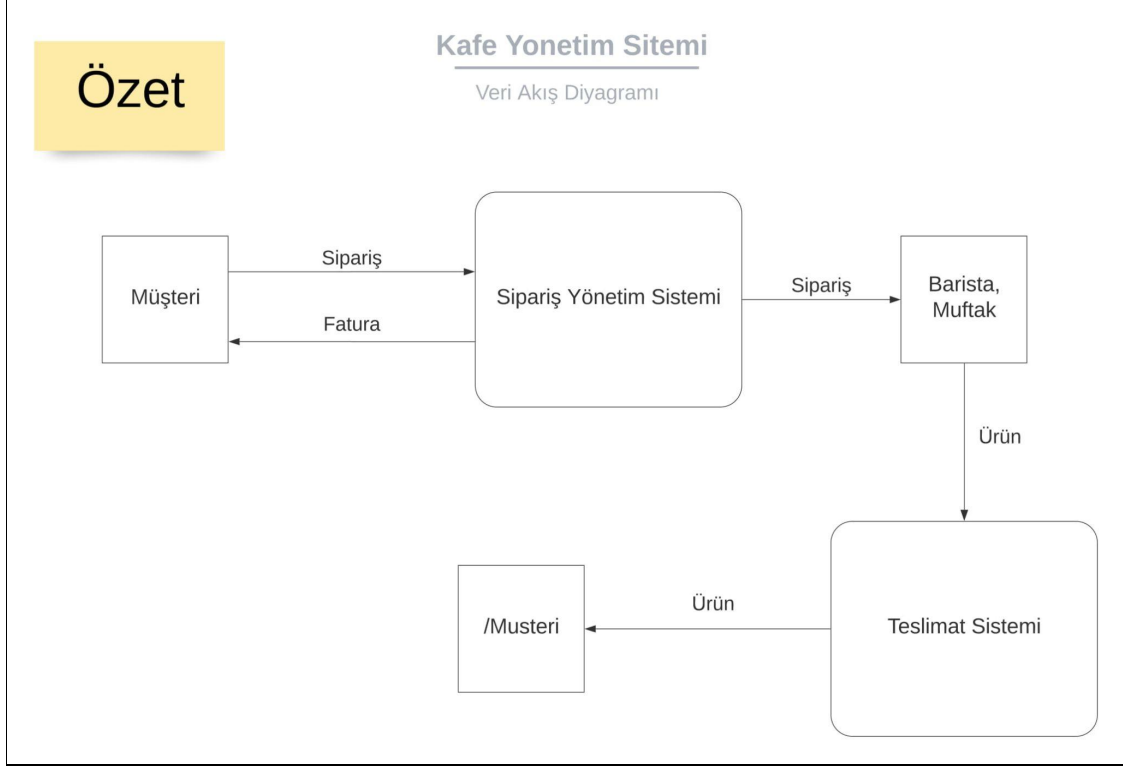 Özet
Kafe Yonetim Sitemi
Veri Akış Diyagramı
Müşteri
Sipariş
Fatura
Sipariş Yönetim Sistemi
Sipariş
Barista,
Muftak
Ürün
Teslimat Sistemi
Ürün
/Musteri